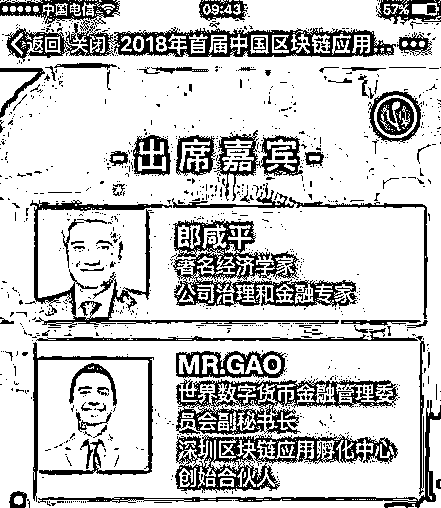 中国电信 09:43 57%
返回 关闭 2018年首届中国区块链应用...
- 出席嘉宾 -
郎咸平
著名经济学家
公司治理和金融专家
MR.GAO
世界数字货币金融管理委
员会副秘书长
深圳区块链应用孵化中心
创始合伙人